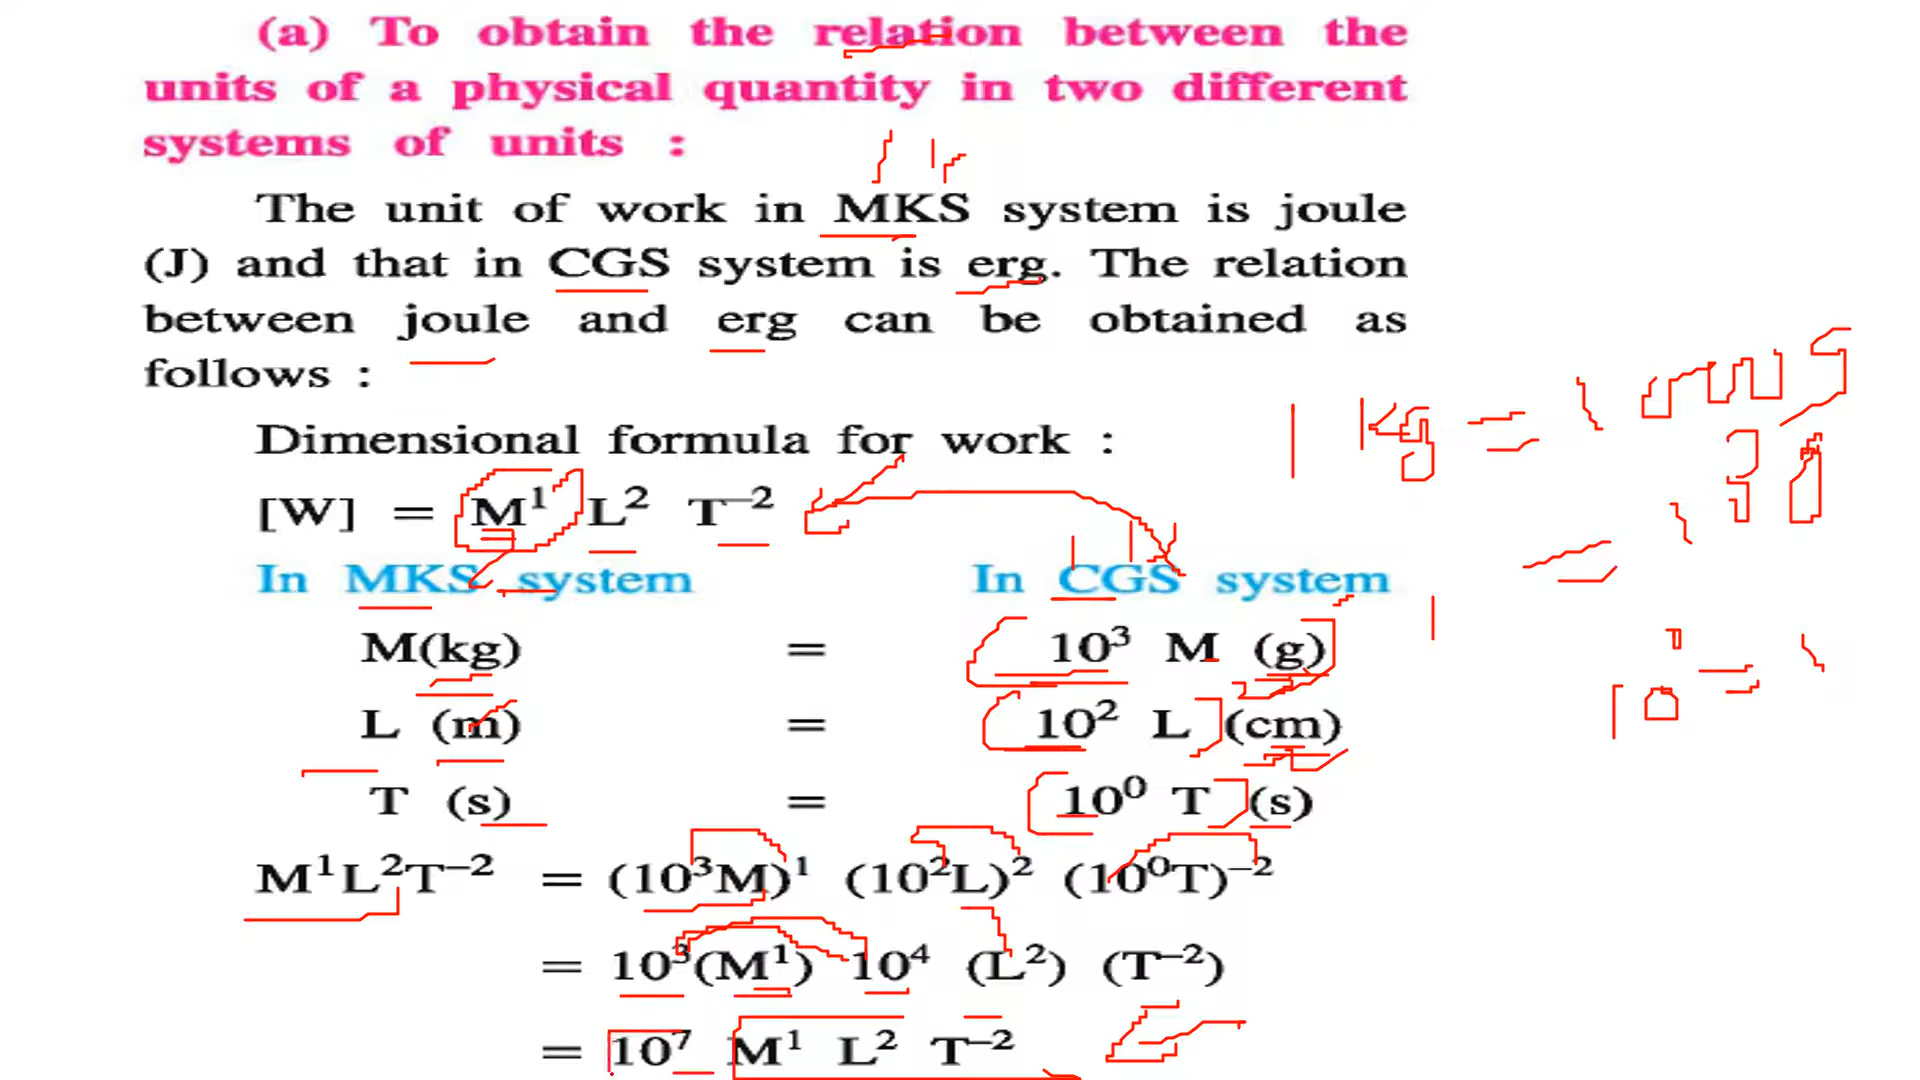 (a) To obtain the relation between the
units of a physical quantity in two different
systems of units :
The unit of work in MKS system is joule
(J) and that in CGS system is erg. The relation
between joule and erg can be obtained as
follows :
Dimensional formula for work :
[W] = M¹ L² T⁻²
In MKS system In CGS system
M(kg) = 10³ M (g)
L (m) = 10² L (cm)
T (s) = 10⁰ T (s)
M¹L²T⁻² = (10³M)¹ (10²L)² (10⁰T)⁻²
= 10³(M¹) 10⁴ (L²) (T⁻²)
= 10⁷ M¹ L² T⁻²
1 kg =